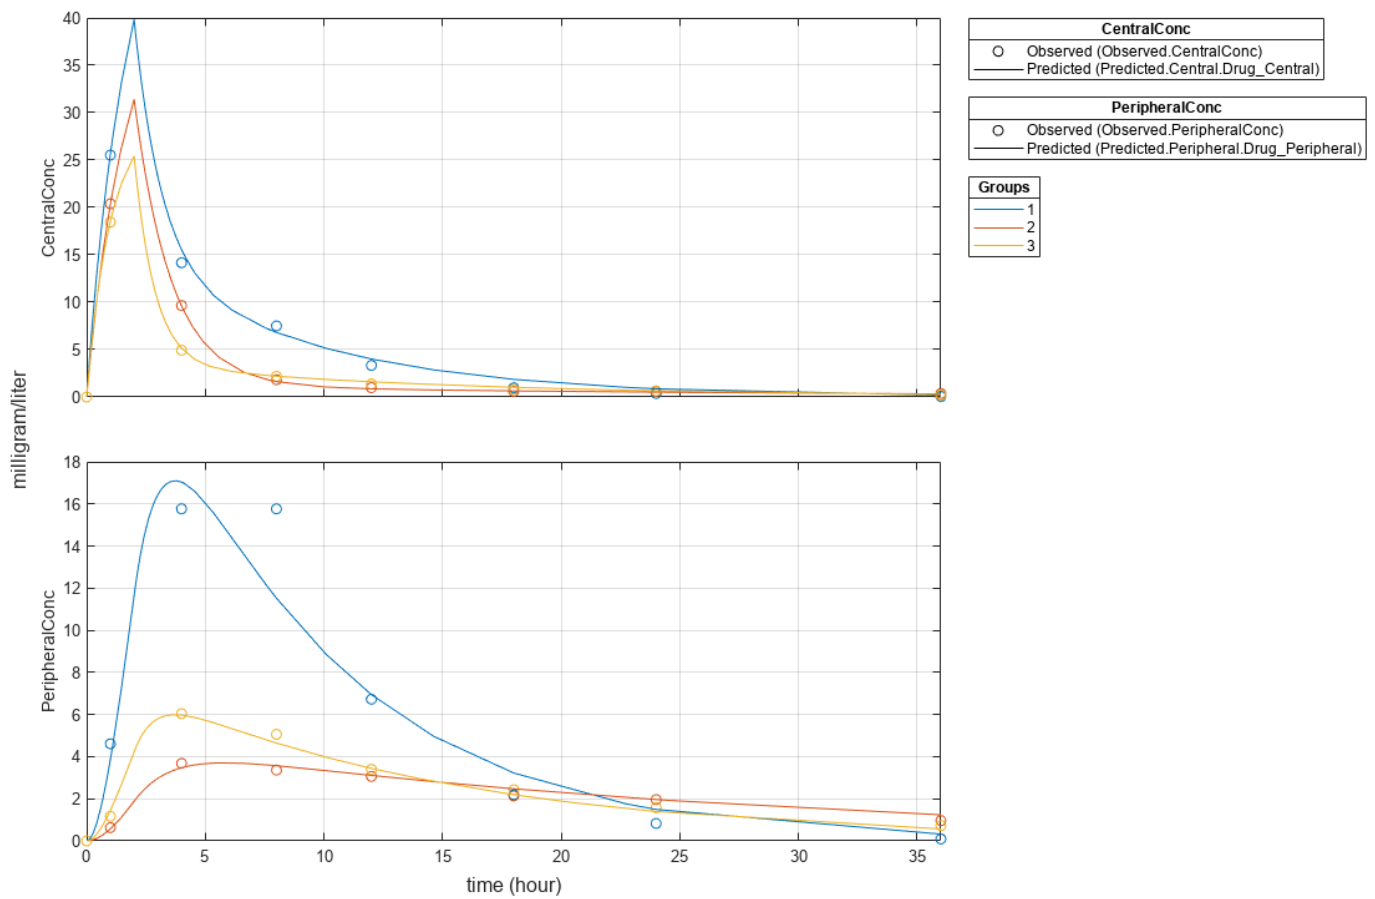 40
35
30
25
20
15
10
5
0
CentralConc
milligram/liter
18
16
14
12
10
8
6
4
2
0
PeripheralConc
0 5 10 15 20 25 30 35
time (hour)
CentralConc
Observed (Observed.CentralConc)
Predicted (Predicted.Central.Drug_Central)
PeripheralConc
Observed (Observed.PeripheralConc)
Predicted (Predicted.Peripheral.Drug_Peripheral)
Groups
1
2
3